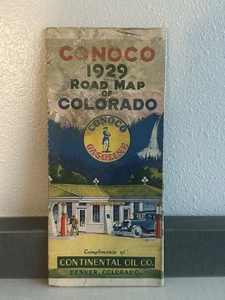 CONOCO
1929
ROAD MAP
OF
COLORADO
CONOCO
GASOLINE
Compliments of
CONTINENTAL OIL CO.
DENVER, COLORADO.